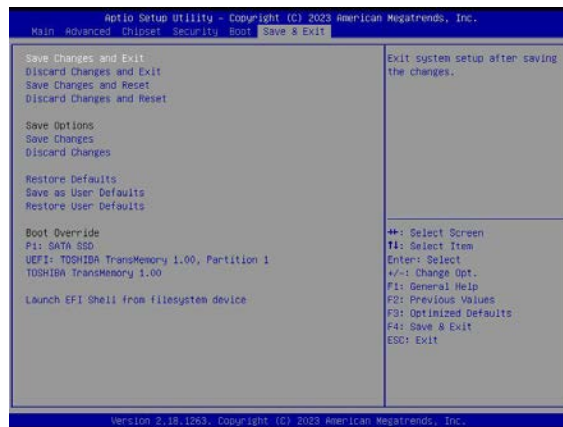 Aptio Setup Utility – Copyright (C) 2023 American Megatrends, Inc.
Main Advanced Chipset Security Boot Save & Exit
Save Changes and Exit
Discard Changes and Exit
Save Changes and Reset
Discard Changes and Reset
Save Options
Save Changes
Discard Changes
Restore Defaults
Save as User Defaults
Restore User Defaults
Boot Override
P1: SATA SSD
UEFI: TOSHIBA TransMemory 1.00, Partition 1
TOSHIBA TransMemory 1.00
Launch EFI Shell from filesystem device
Exit system setup after saving
the changes.
→←: Select Screen
↑↓: Select Item
Enter: Select
+/-: Change Opt.
F1: General Help
F2: Previous Values
F3: Optimized Defaults
F4: Save & Exit
ESC: Exit
Version 2.18.1263. Copyright (C) 2023 American Megatrends, Inc.